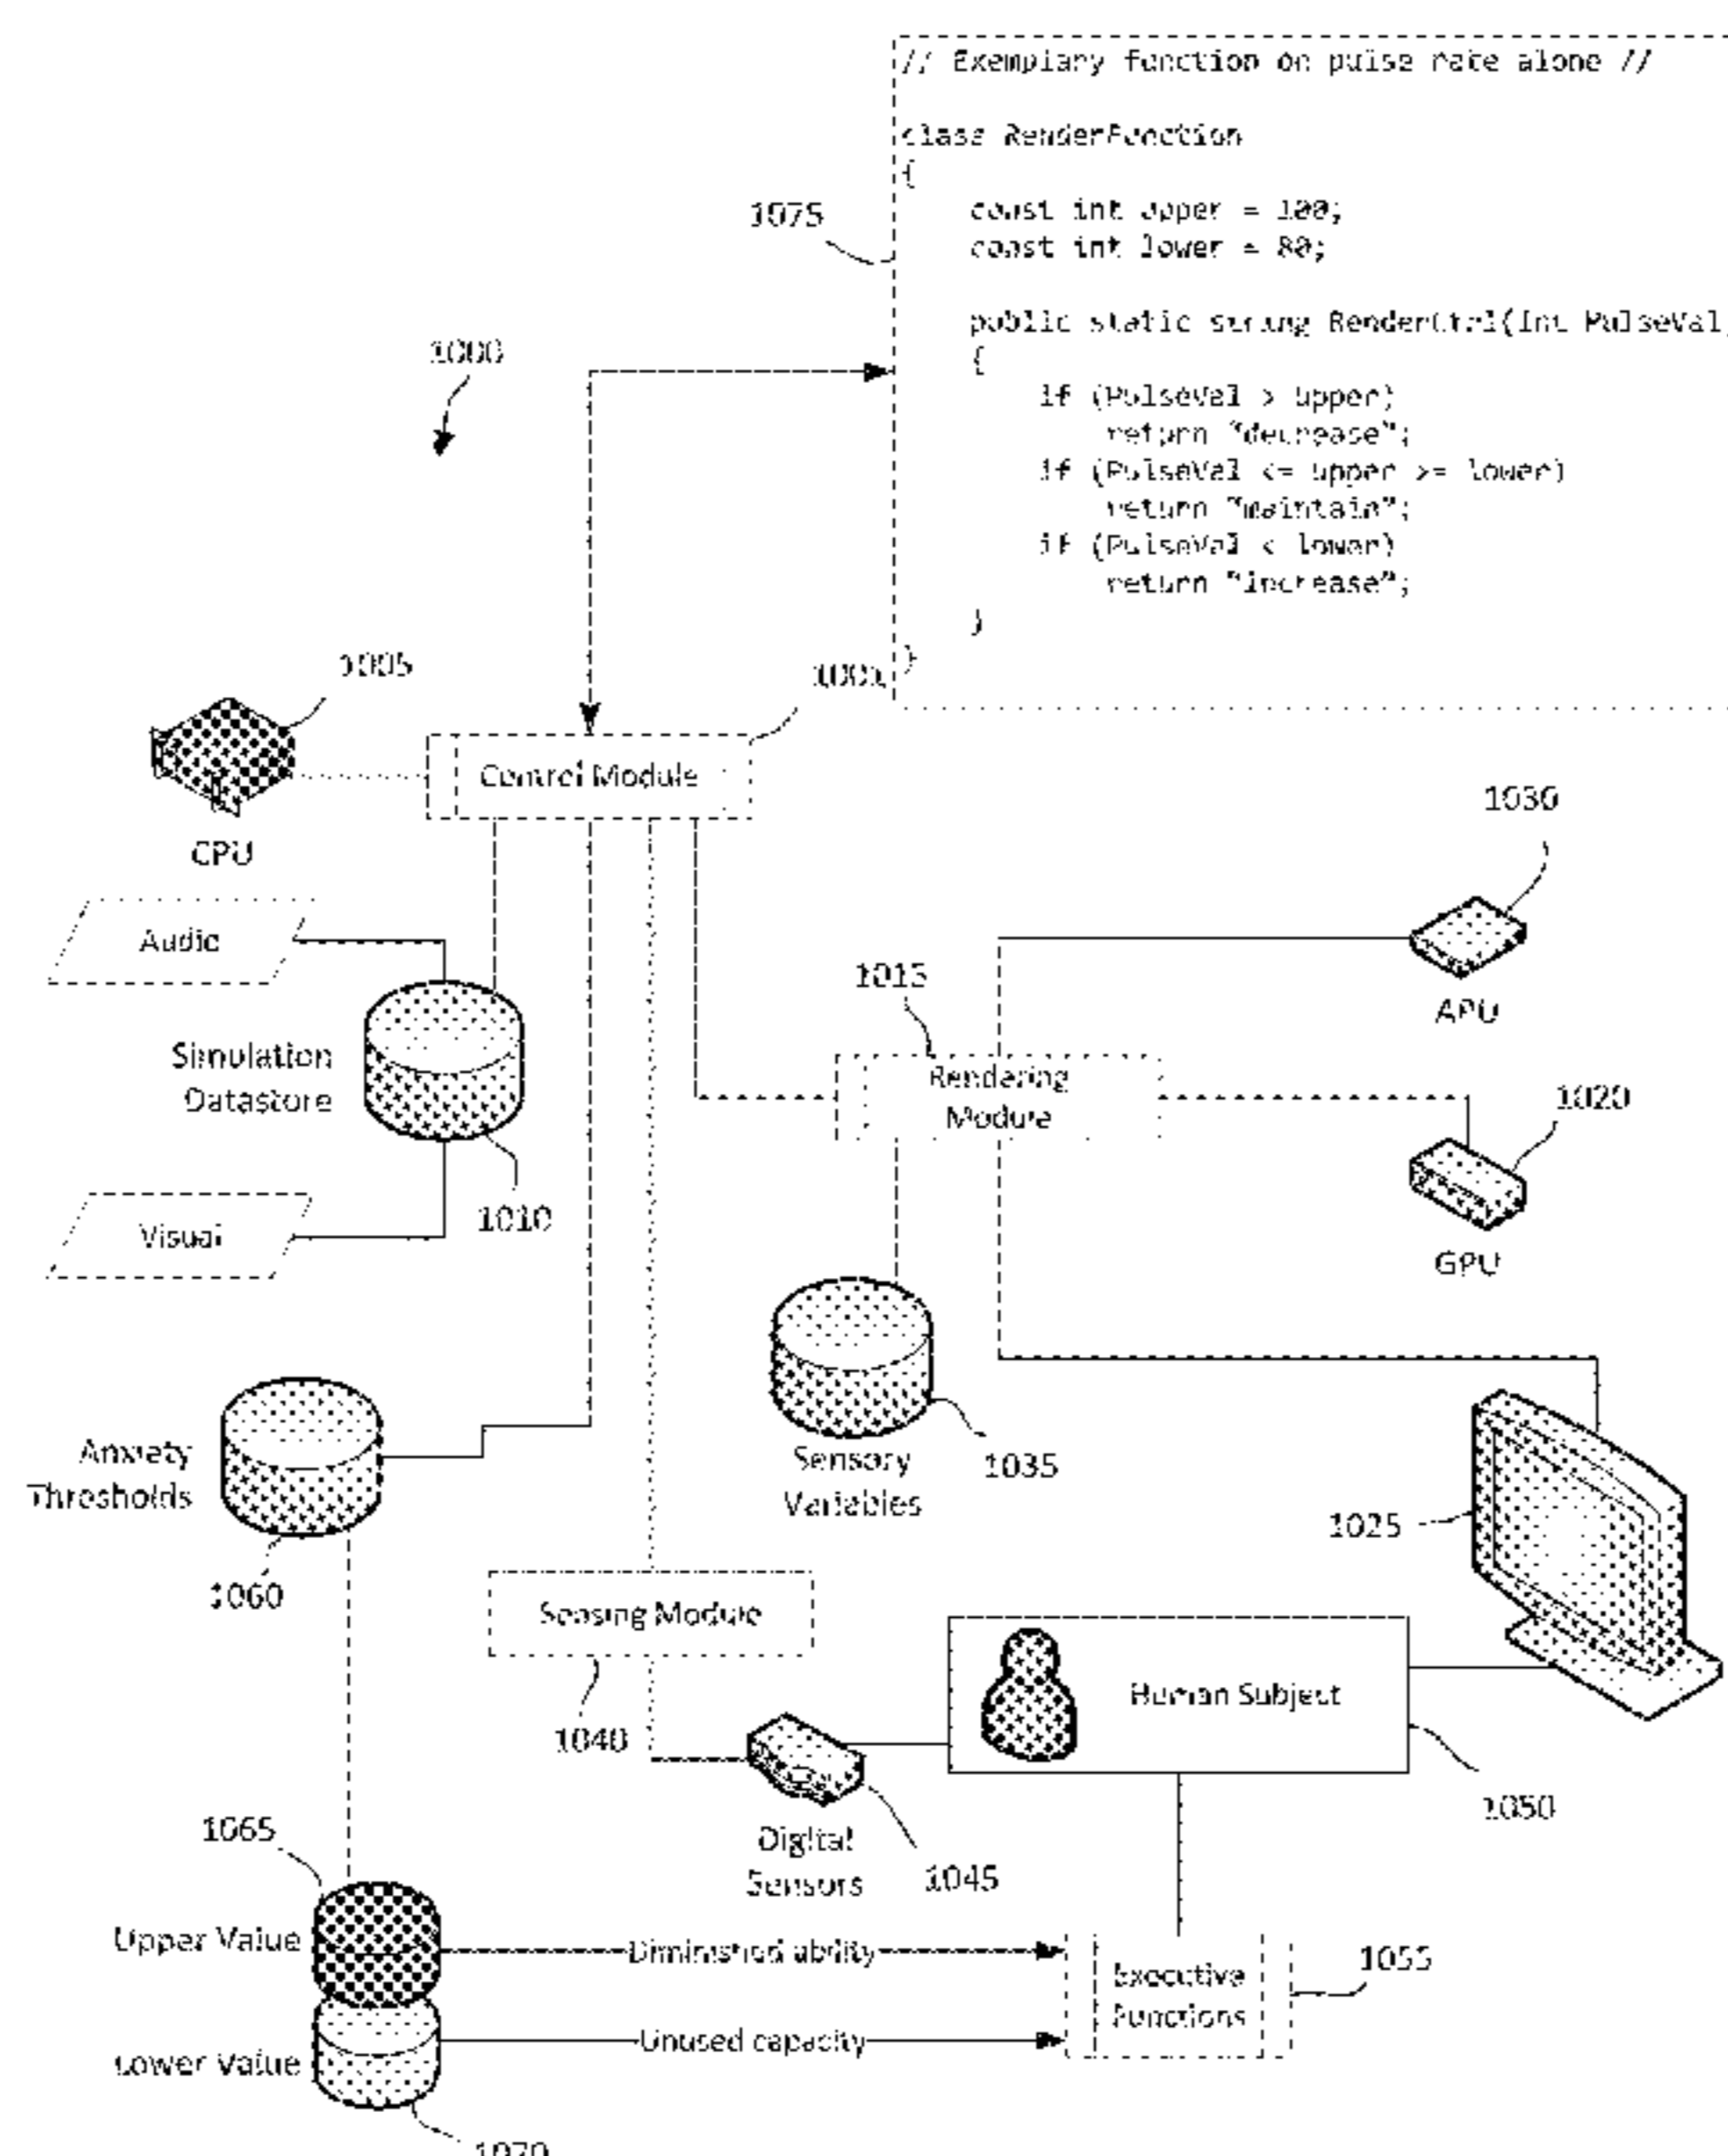 // Exemplary function on pulse rate alone //
class RenderFunction
{
const int upper = 100;
const int lower = 80;
public static string RenderCtrl(int PulseVal)
{
if (PulseVal > upper)
return "decrease";
if (PulseVal <= upper >= lower)
return "maintain";
if (PulseVal < lower)
return "increase";
}
}
1075
1000
1005
1001
Control Module
CPU
1030
Audio
APU
1015
Simulation
Datastore
Rendering
Module
1020
1010
Visual
GPU
Anxiety
Thresholds
Sensory
Variables
1035
1025
1060
Sensing Module
Human Subject
1040
1050
Digital
Sensors
1045
1065
Upper Value
Diminished ability
Executive
Functions
1055
Unused capacity
Lower Value
1070